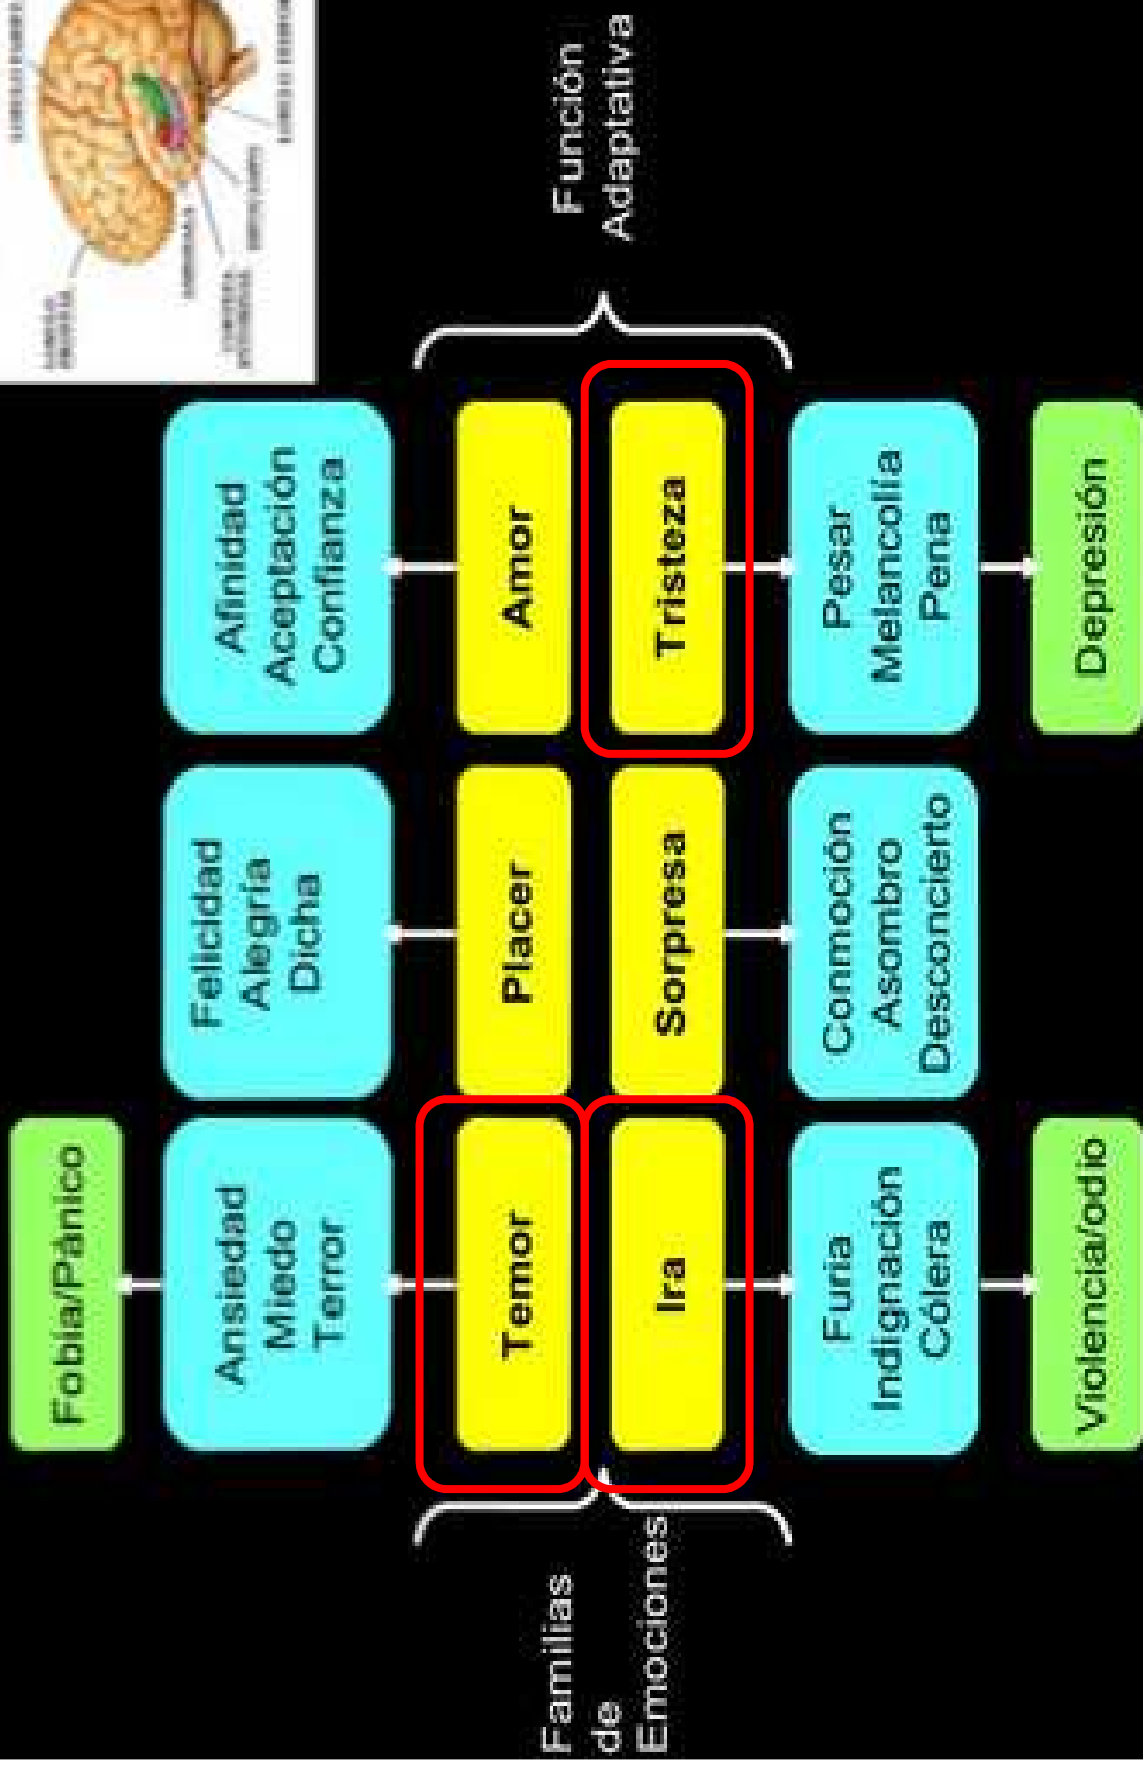 Fobia/Pánico
Ansiedad
Miedo
Terror
Felicidad
Alegría
Dicha
Afinidad
Aceptación
Confianza
Familias
de
Emociones
Temor
Placer
Amor
Ira
Sorpresa
Tristeza
Función
Adaptativa
Furia
Indignación
Cólera
Conmoción
Asombro
Desconcierto
Pesar
Melancolía
Pena
Violencia/odio
Depresión